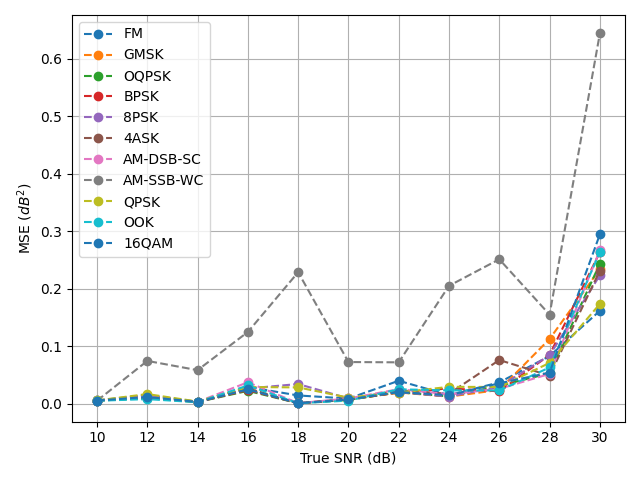 FM
GMSK
OQPSK
BPSK
8PSK
4ASK
AM-DSB-SC
AM-SSB-WC
QPSK
OOK
16QAM
MSE (dB²)
0.6
0.5
0.4
0.3
0.2
0.1
0.0
10 12 14 16 18 20 22 24 26 28 30
True SNR (dB)